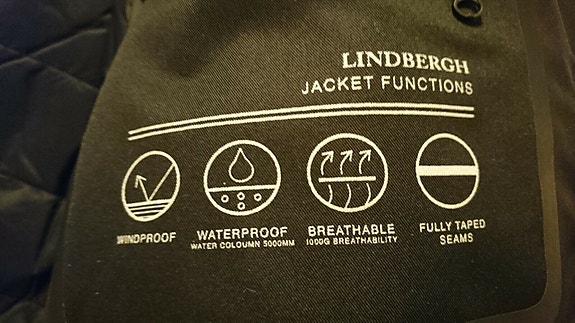 LINDBERGH
JACKET FUNCTIONS
WINDPROOF
WATERPROOF
WATER COLOUMN 5000MM
BREATHABLE
1000G BREATHABILITY
FULLY TAPED
SEAMS